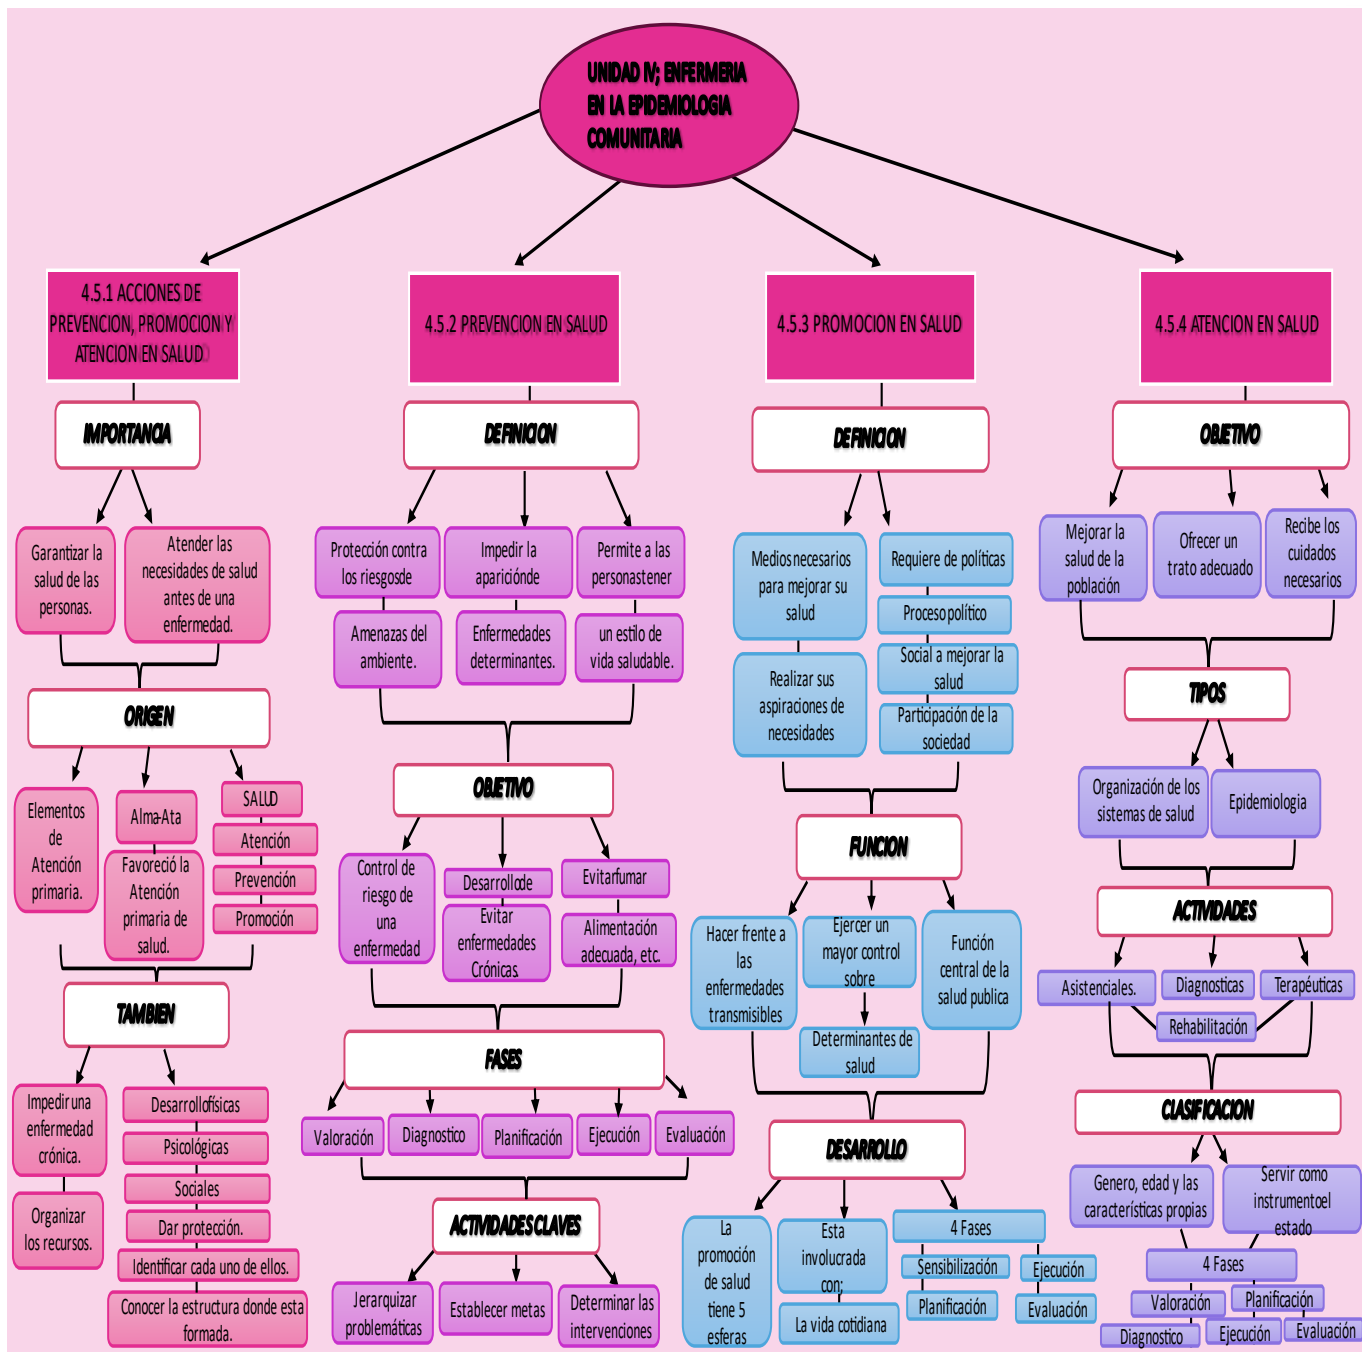 UNIDAD IV; ENFERMERIA
EN LA EPIDEMIOLOGIA
COMUNITARIA
4.5.1 ACCIONES DE
PREVENCION, PROMOCION Y
ATENCION EN SALUD
IMPORTANCIA
Garantizar la
salud de las
personas.
Atender las
necesidades de salud
antes de una
enfermedad.
ORIGEN
Elementos
de
Atención
primaria.
Alma-Ata
Favoreció la
Atención
primaria de
salud.
SALUD
Atención
Prevención
Promoción
TAMBIEN
Impedir una
enfermedad
crónica.
Organizar
los recursos.
Desarrollofísicas
Psicológicas
Sociales
Dar protección.
Identificar cada uno de ellos.
Conocer la estructura donde esta
formada.
4.5.2 PREVENCION EN SALUD
DEFINICION
Protección contra
los riesgosde
Amenazas del
ambiente.
Impedir la
apariciónde
Enfermedades
determinantes.
Permite a las
personastener
un estilo de
vida saludable.
OBJETIVO
Control de
riesgo de
una
enfermedad
Desarrollode
Evitar
enfermedades
Crónicas.
Evitarfumar
Alimentación
adecuada, etc.
FASES
Valoración
Diagnostico
Planificación
Ejecución
Evaluación
ACTIVIDADES CLAVES
Jerarquizar
problemáticas
Establecer metas
Determinar las
intervenciones
4.5.3 PROMOCION EN SALUD
DEFINICION
Medios necesarios
para mejorar su
salud
Realizar sus
aspiraciones de
necesidades
Requiere de políticas
Proceso político
Social a mejorar la
salud
Participación de la
sociedad
FUNCION
Hacer frente a
las
enfermedades
transmisibles
Ejercer un
mayor control
sobre
Determinantes de
salud
Función
central de la
salud publica
DESARROLLO
La
promoción
de salud
tiene 5
esferas
Esta
involucrada
con;
La vida cotidiana
4 Fases
Sensibilización
Planificación
Ejecución
Evaluación
4.5.4 ATENCION EN SALUD
OBJETIVO
Mejorar la
salud de la
población
Ofrecer un
trato adecuado
Recibe los
cuidados
necesarios
TIPOS
Organización de los
sistemas de salud
Epidemiologia
ACTIVIDADES
Asistenciales.
Diagnosticas
Terapéuticas
Rehabilitación
CLASIFICACION
Genero, edad y las
características propias
Servir como
instrumentoel
estado
4 Fases
Valoración
Planificación
Diagnostico
Ejecución
Evaluación